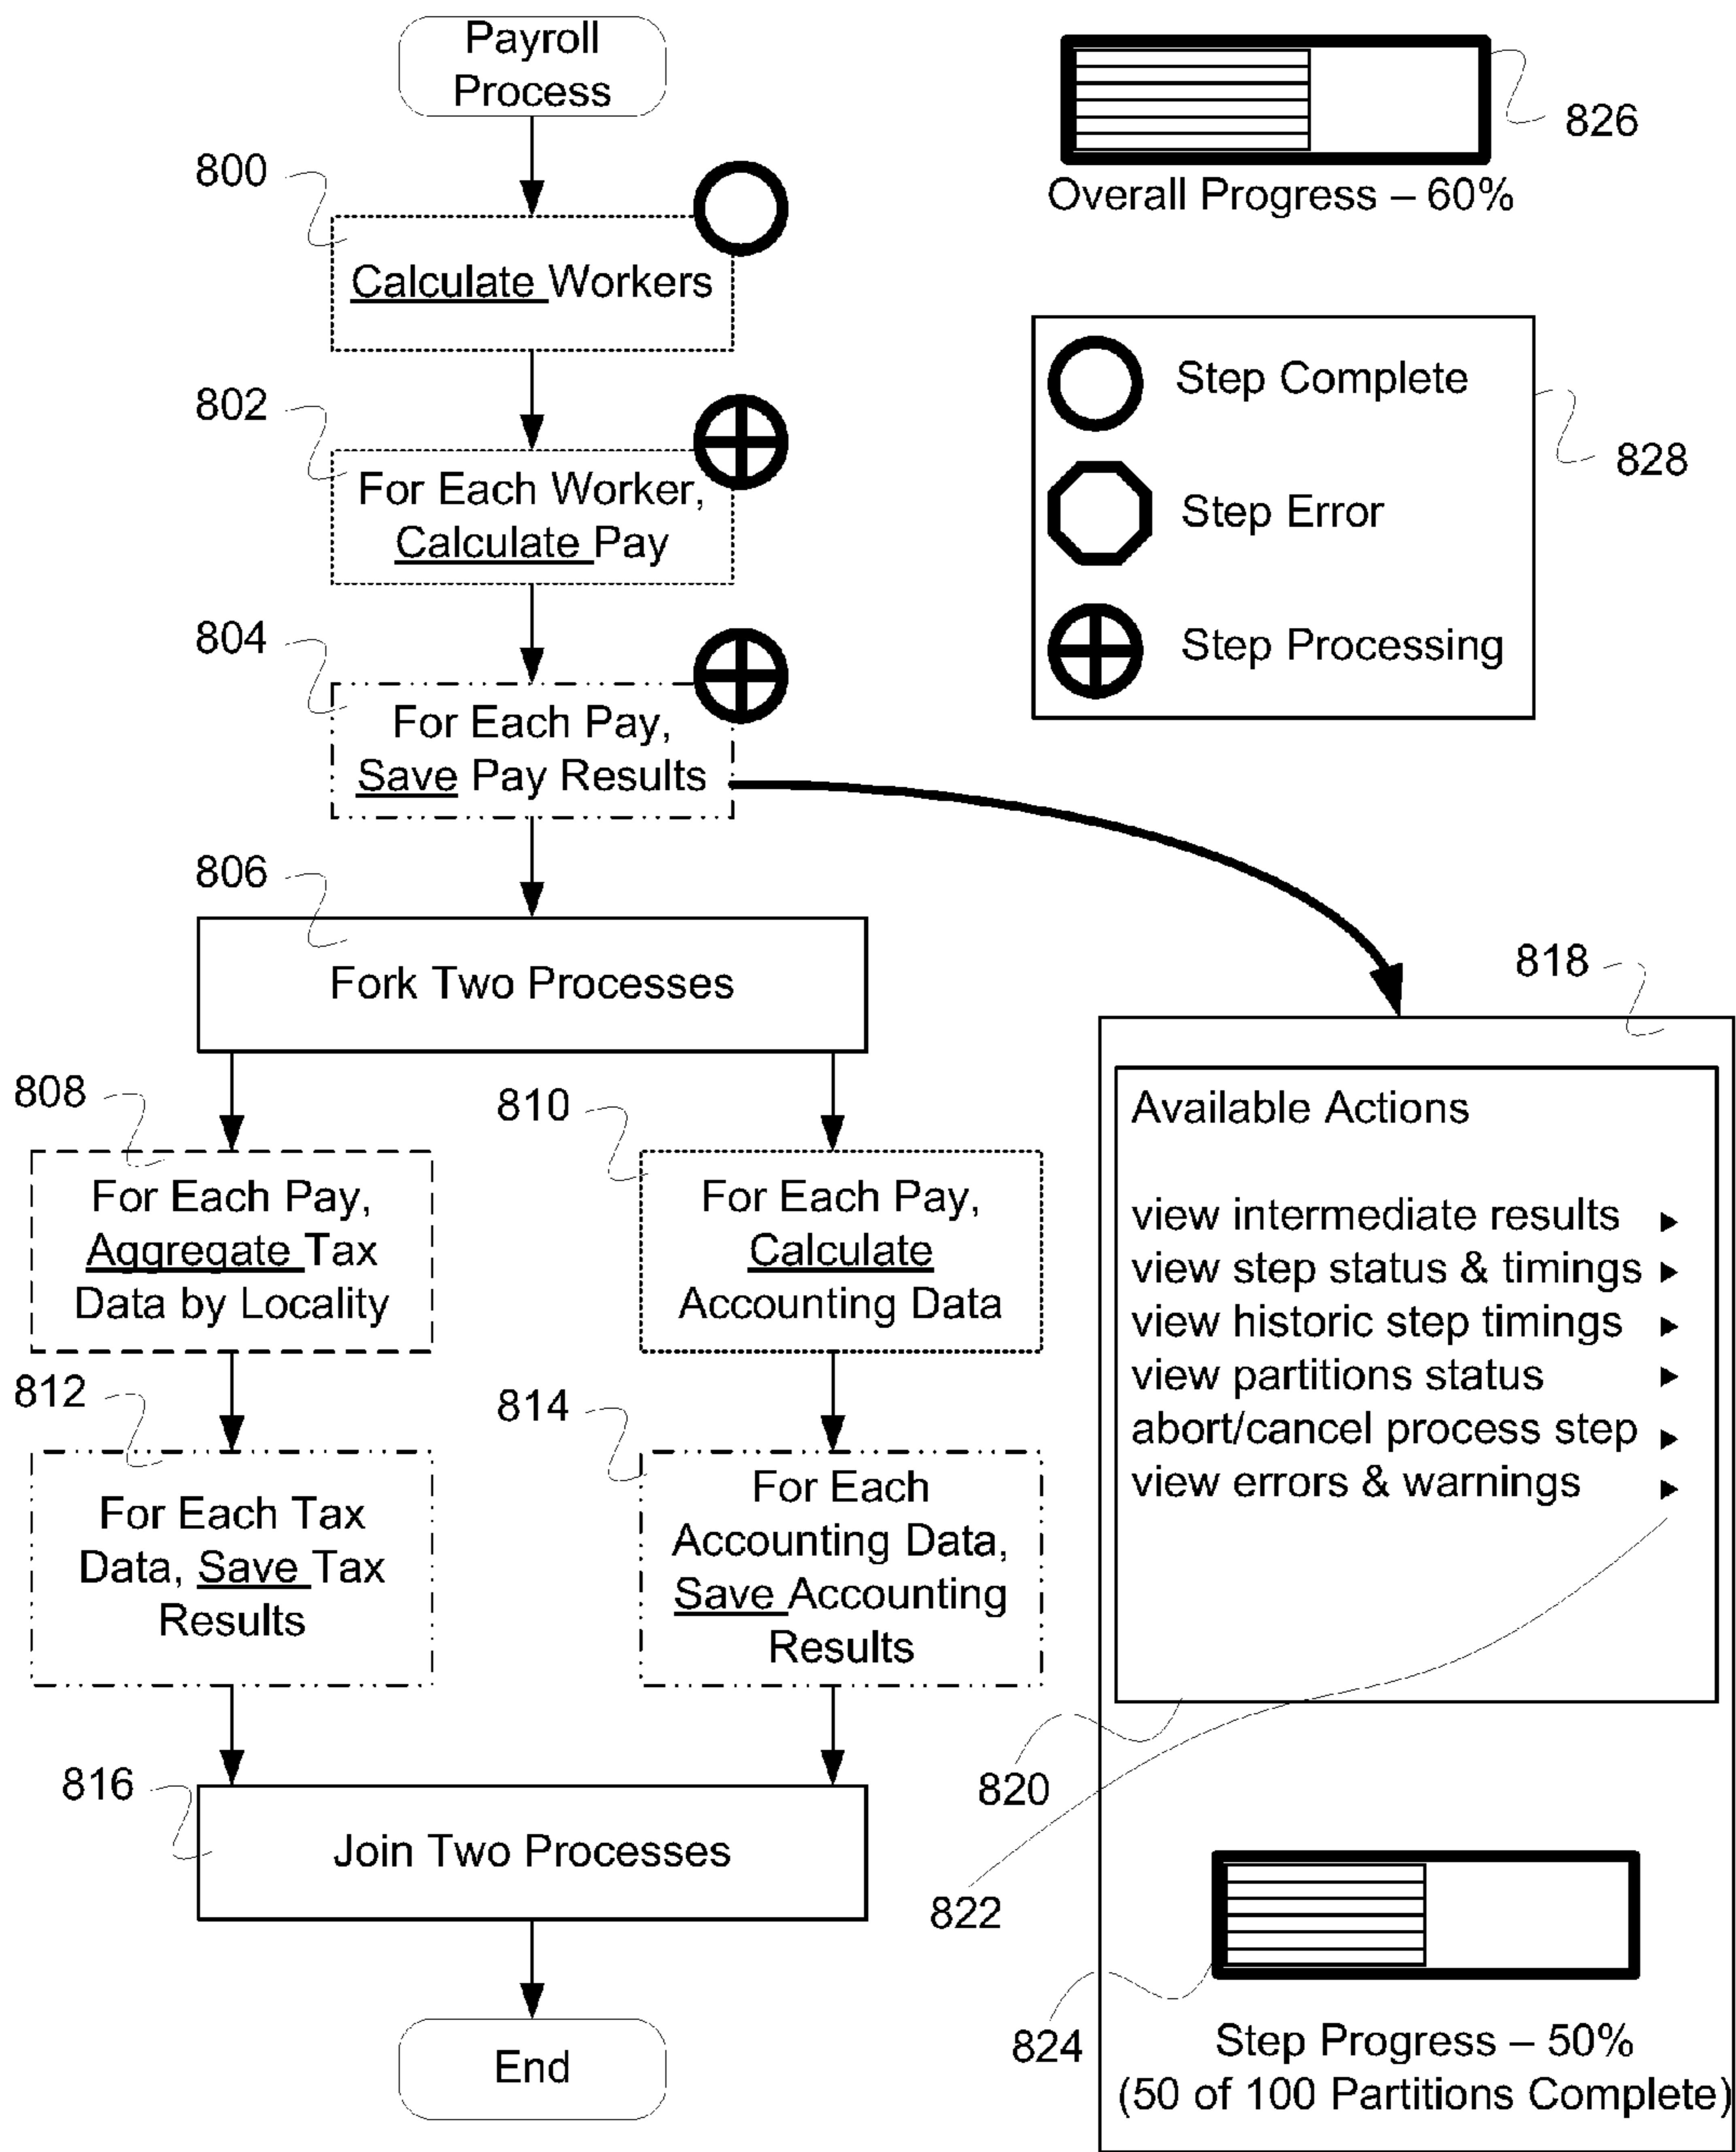 Payroll
Process
826
Overall Progress – 60%
800
Calculate Workers
Step Complete
Step Error
Step Processing
828
802
For Each Worker,
Calculate Pay
804
For Each Pay,
Save Pay Results
806
Fork Two Processes
808
For Each Pay,
Aggregate Tax
Data by Locality
810
For Each Pay,
Calculate
Accounting Data
812
For Each Tax
Data, Save Tax
Results
814
For Each
Accounting Data,
Save Accounting
Results
816
Join Two Processes
End
818
Available Actions
view intermediate results
view step status & timings
view historic step timings
view partitions status
abort/cancel process step
view errors & warnings
820
822
824
Step Progress – 50%
(50 of 100 Partitions Complete)